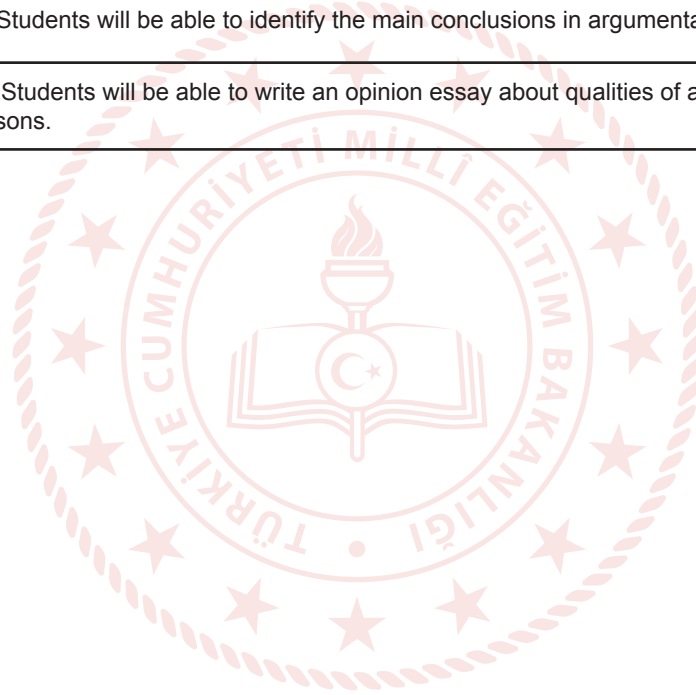 Students will be able to identify the main conclusions in
Students will be able to write an opinion essay about qualities of
sons.
TÜRKİYE CUMHURİYETİ MİLLÎ EĞİTİM BAKANLIĞI